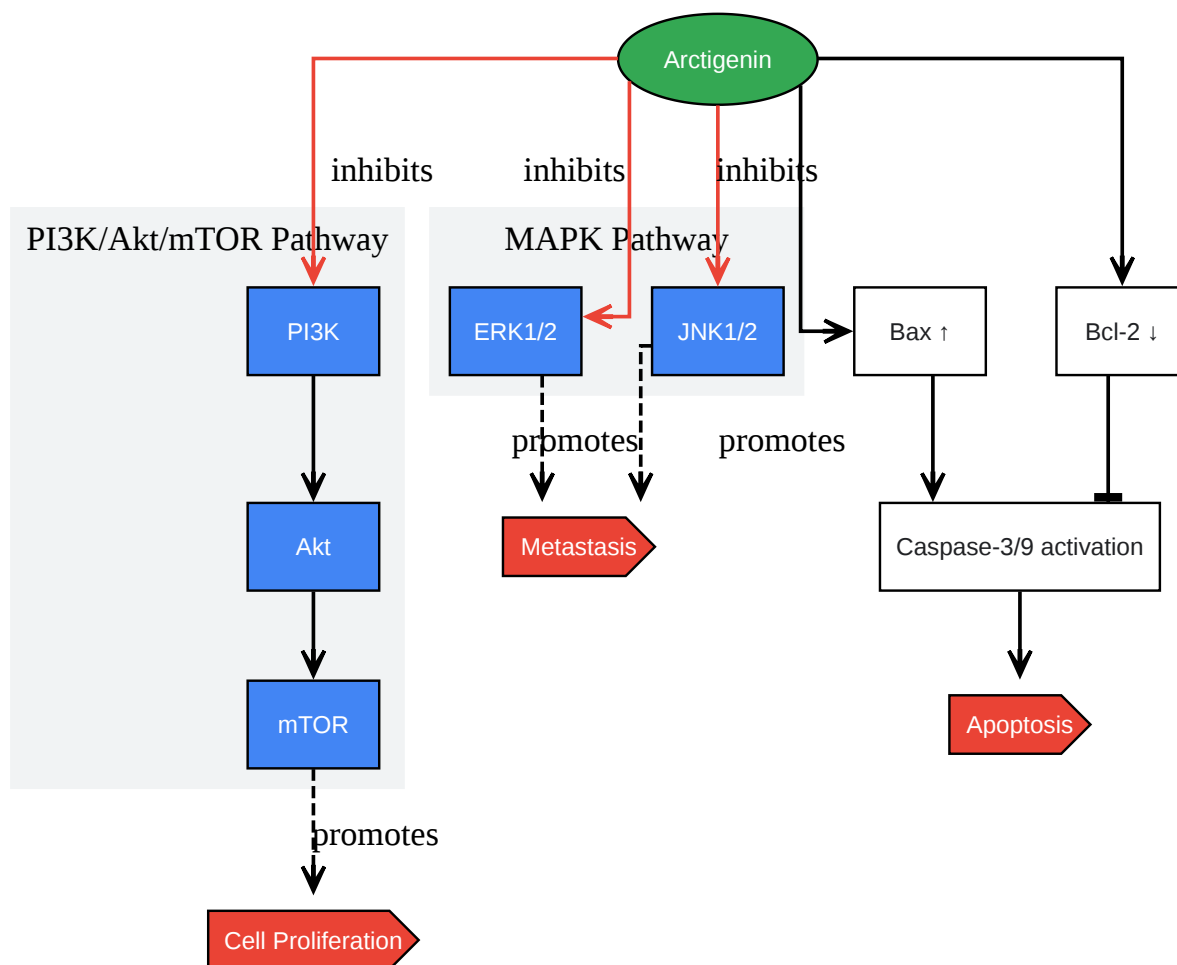 Arctigenin
inhibits
inhibits
inhibits
PI3K/Akt/mTOR Pathway
MAPK Pathway
PI3K
ERK1/2
JNK1/2
Bax ↑
Bcl-2 ↓
promotes
promotes
Akt
Metastasis
Caspase-3/9 activation
mTOR
Apoptosis
promotes
Cell Proliferation